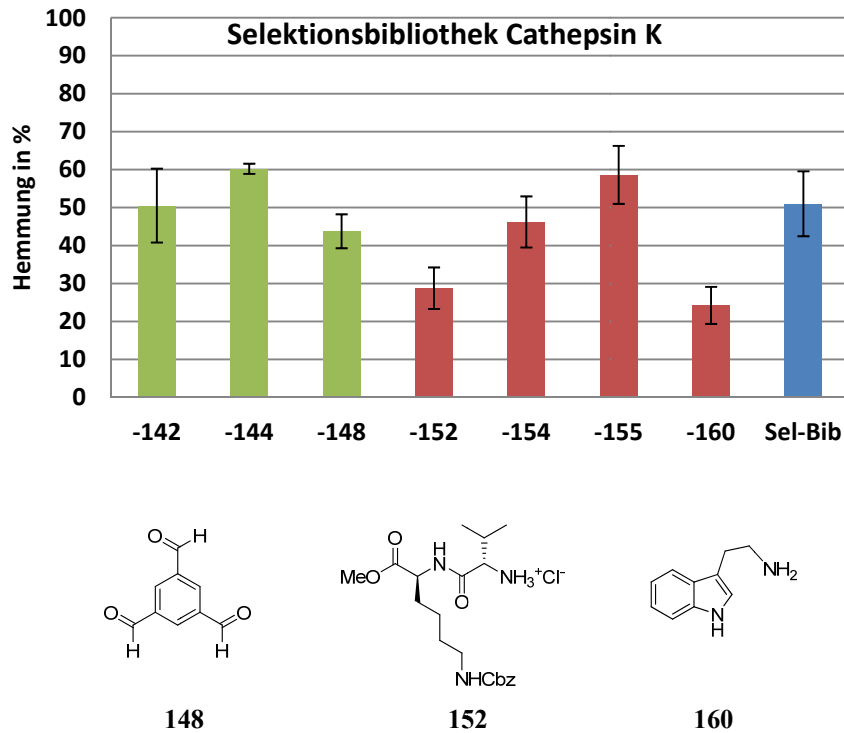 Selektionsbibliothek Cathepsin K
Hemmung in %
100
90
80
70
60
50
40
30
20
10
0
-142 -144 -148 -152 -154 -155 -160 Sel-Bib
O
H
O
H
H
O
O
MeO
H
N
O
NH3+Cl-
NHCbz
NH2
N
H
148 152 160